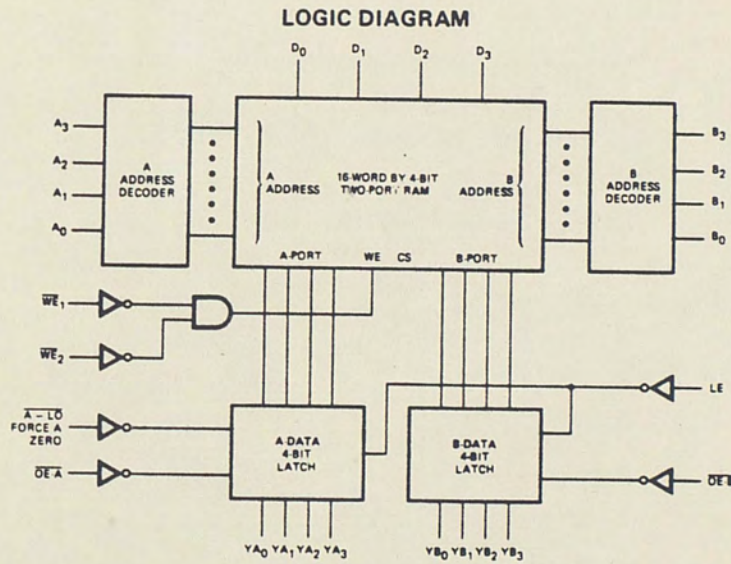 LOGIC DIAGRAM
D0 D1 D2 D3
A3
A2
A1
A0
A
ADDRESS
DECODER
A
ADDRESS
16-WORD BY 4-BIT
TWO-PORT RAM
B
ADDRESS
B
ADDRESS
DECODER
B3
B2
B1
B0
A-PORT WE CS B-PORT
WE1
WE2
LE
A - LO
FORCE A
ZERO
OE-A
A-DATA
4-BIT
LATCH
B-DATA
4-BIT
LATCH
YA0 YA1 YA2 YA3
YB0 YB1 YB2 YB3